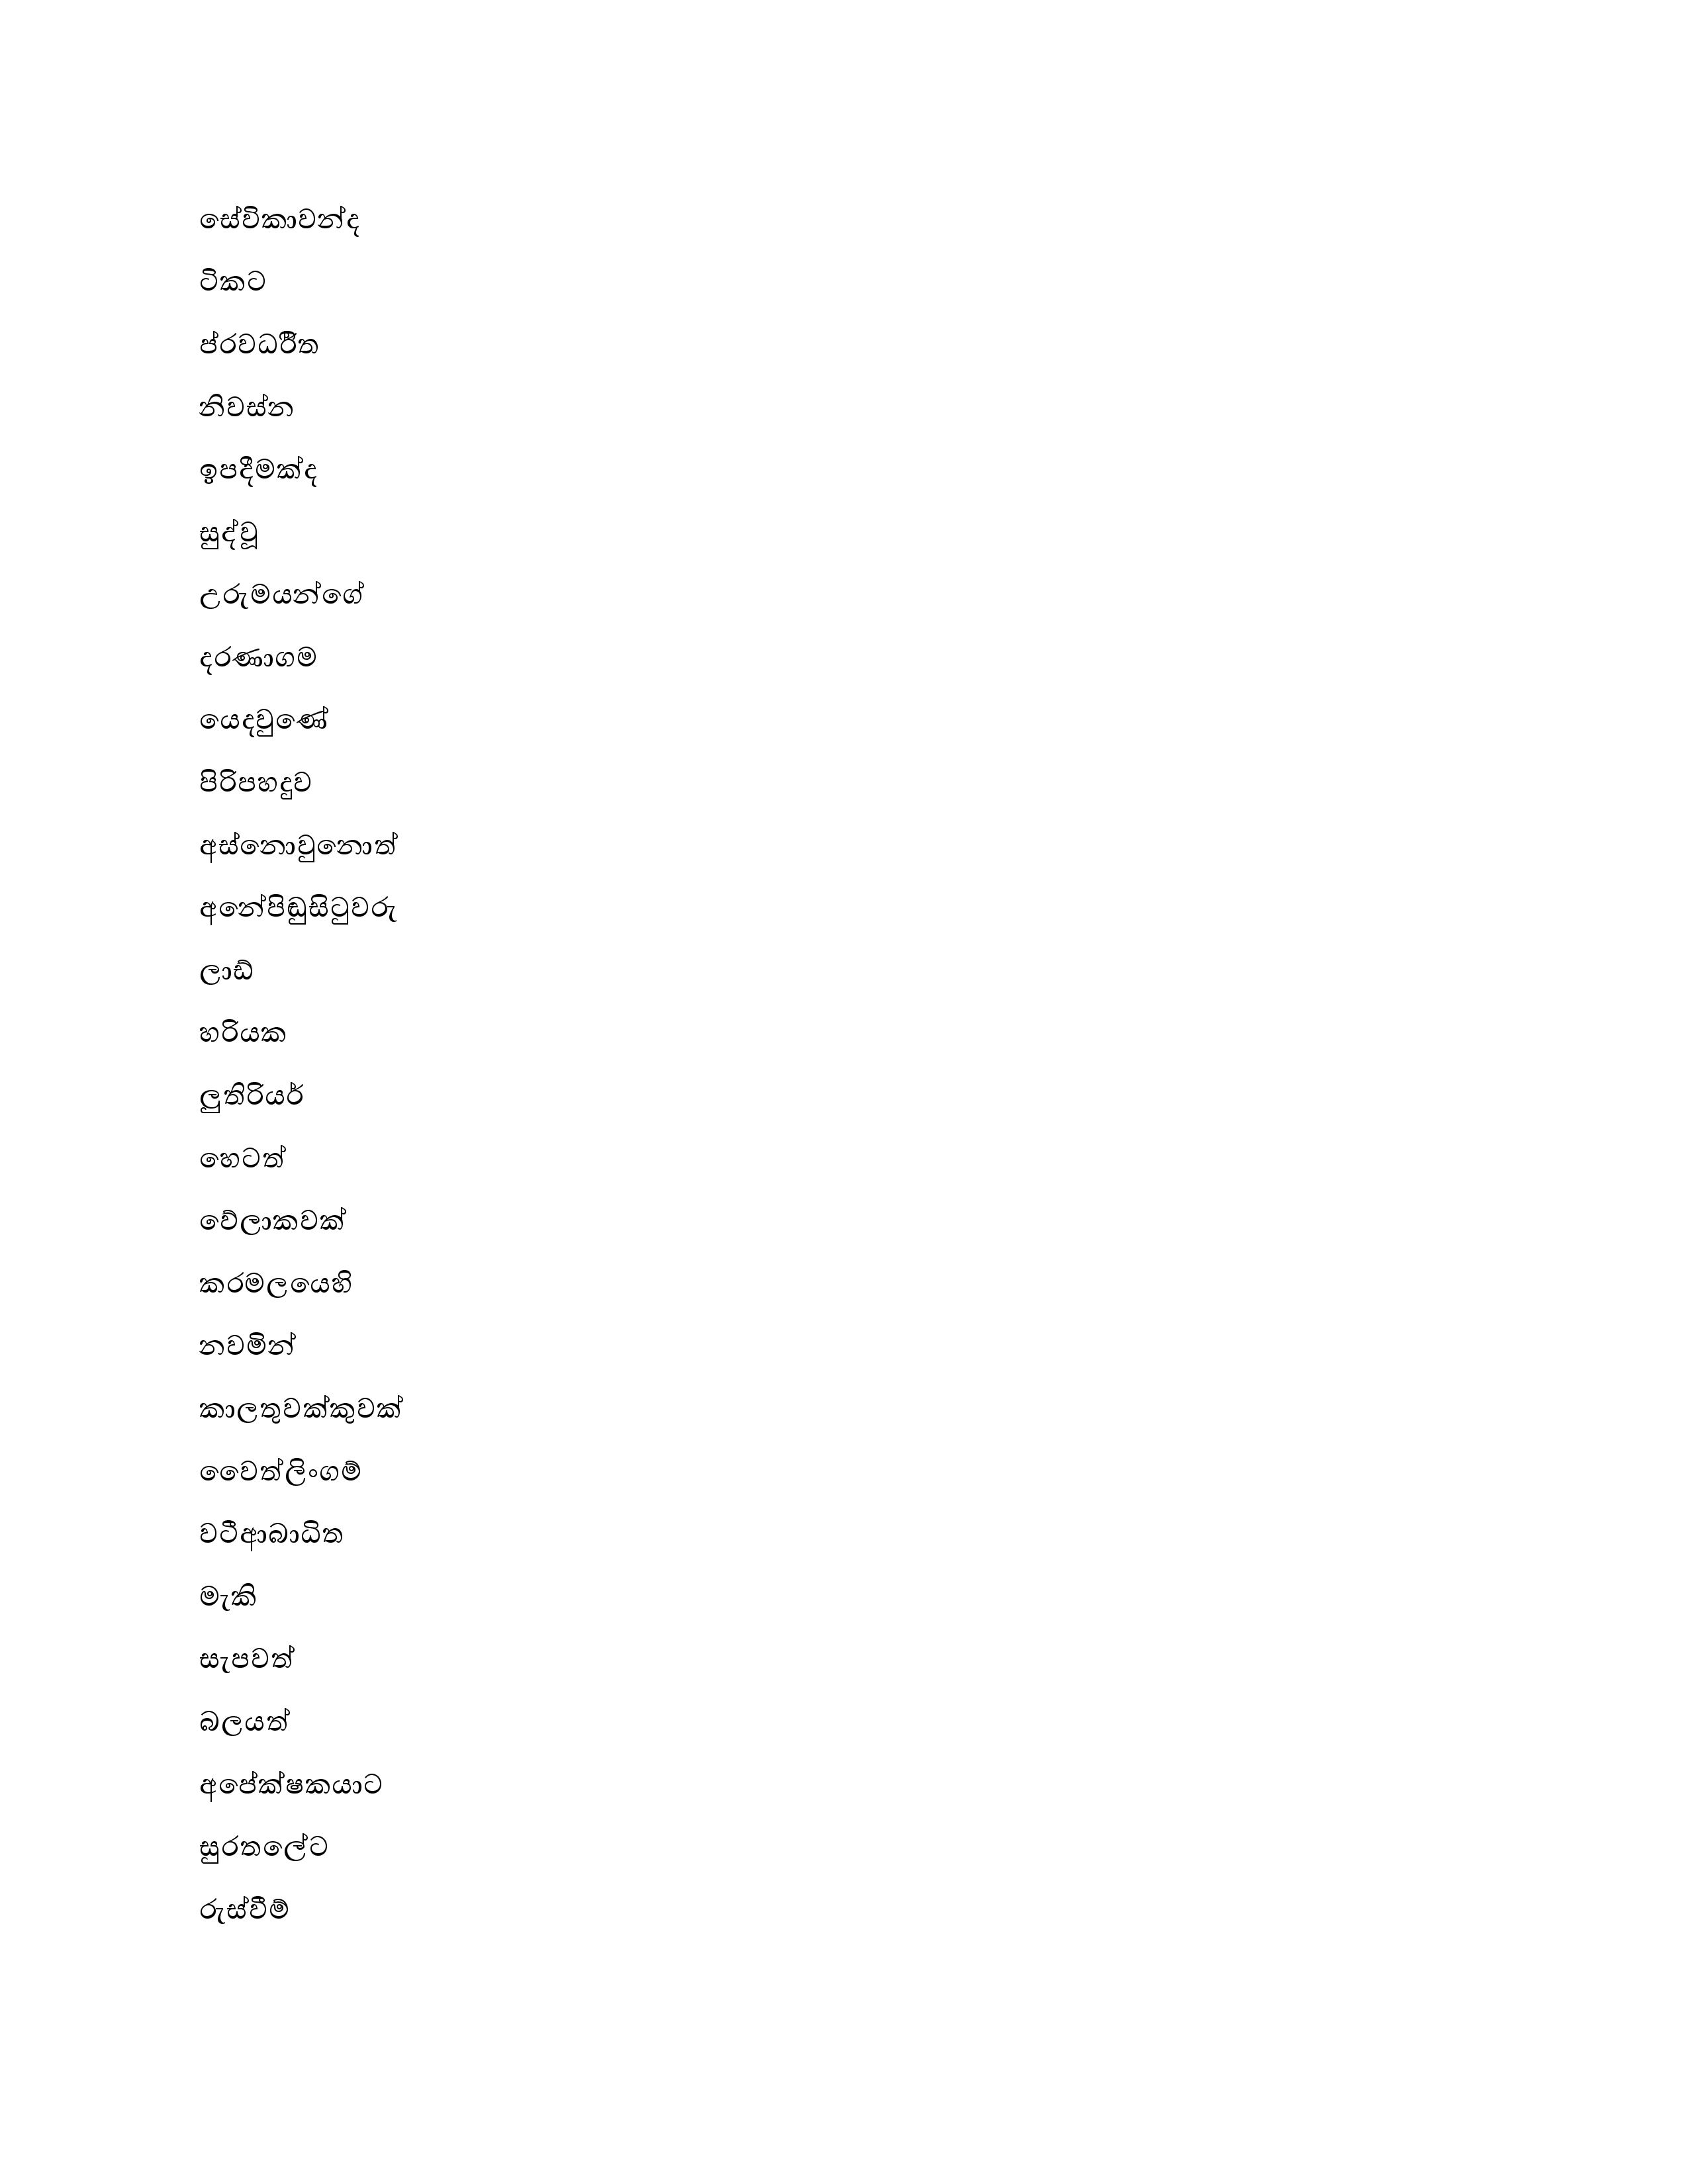 සේවිකාවන්ද
ටිකට
ප්රවර්ධිත
නිවස්න
ඉපදීමක්ද
සුද්වූ
උරුමයන්ගේ
දරණාගම
යෙදවුණේ
පිරිපහදුව
අස්නොවුනොත්
අනේපිඬුසිටුවරු
ලාඩ්
හරියක
ලුතිරියර්
හෙටත්
වේලාකවක්
කරමලයෙහි
නවමින්
කාලතුවක්කුවක්
වෛත්ලිංගම්
වටීආබාධිත
මැකි
සැපවත්
බලයත්
අපේක්ෂකයාට
සුරතලේට
රුස්වීම්